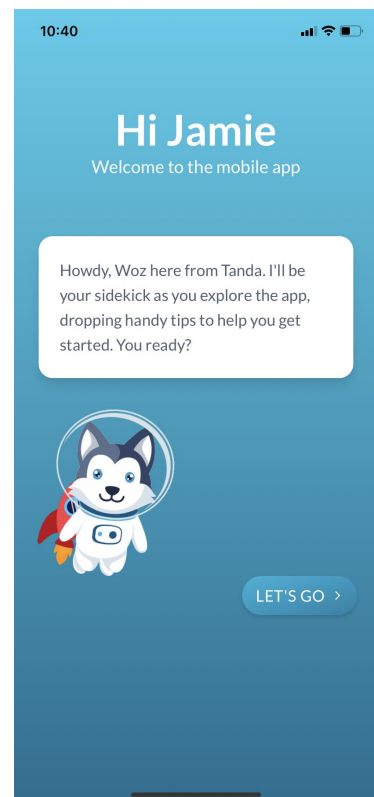 10:40
Hi Jamie
Welcome to the mobile app
Howdy, Woz here from Tanda. I'll be
your sidekick as you explore the app,
dropping handy tips to help you get
started. You ready?
LET'S GO